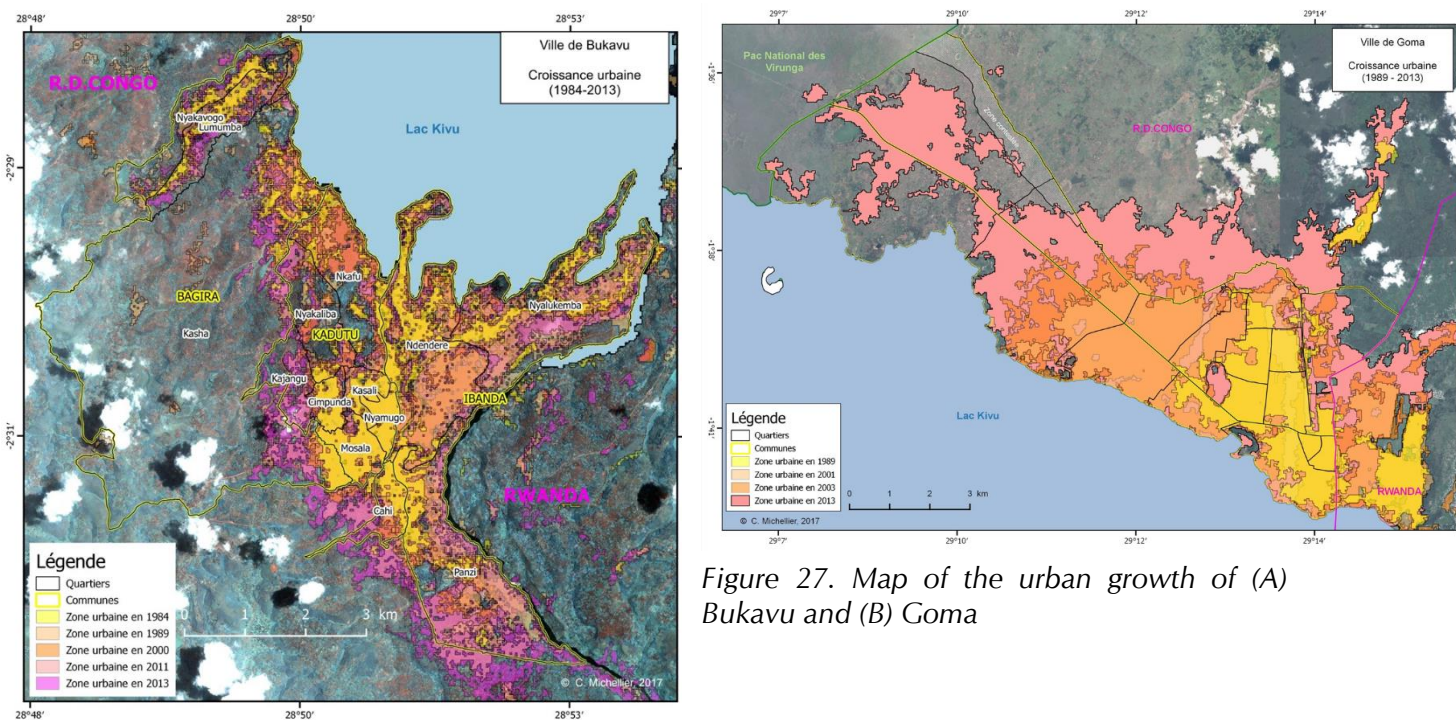 28°48'
28°50'
28°53'
Ville de Bukavu
Croissance urbaine
(1984-2013)
R.D.CONGO
Nyakavogo
Lumumba
Lac Kivu
-2°29'
Nkafu
BAGIRA
Nyakaliba
Nyalukemba
Kasha
KADUTU
Ndendere
Kajangu
Kasali
Cimpunda
IBANDA
Nyamugo
-2°31'
Mosala
RWANDA
Cahi
Panzi
Légende
Quartiers
Communes
Zone urbaine en 1984
Zone urbaine en 1989
Zone urbaine en 2000
Zone urbaine en 2011
Zone urbaine en 2013
0 1 2 3 km
© C. Michellier, 2017
28°48'
28°50'
28°53'
29°7'
29°10'
29°12'
29°14'
Pac National des
Virunga
Ville de Goma
Croissance urbaine
(1989 - 2013)
-1°36'
R.D.CONGO
-1°38'
Lac Kivu
-1°41'
RWANDA
Légende
Quartiers
Communes
Zone urbaine en 1989
Zone urbaine en 2001
Zone urbaine en 2003
Zone urbaine en 2013
0 1 2 3 km
© C. Michellier, 2017
29°7'
29°10'
29°12'
29°14'
Figure 27. Map of the urban growth of (A)
Bukavu and (B) Goma